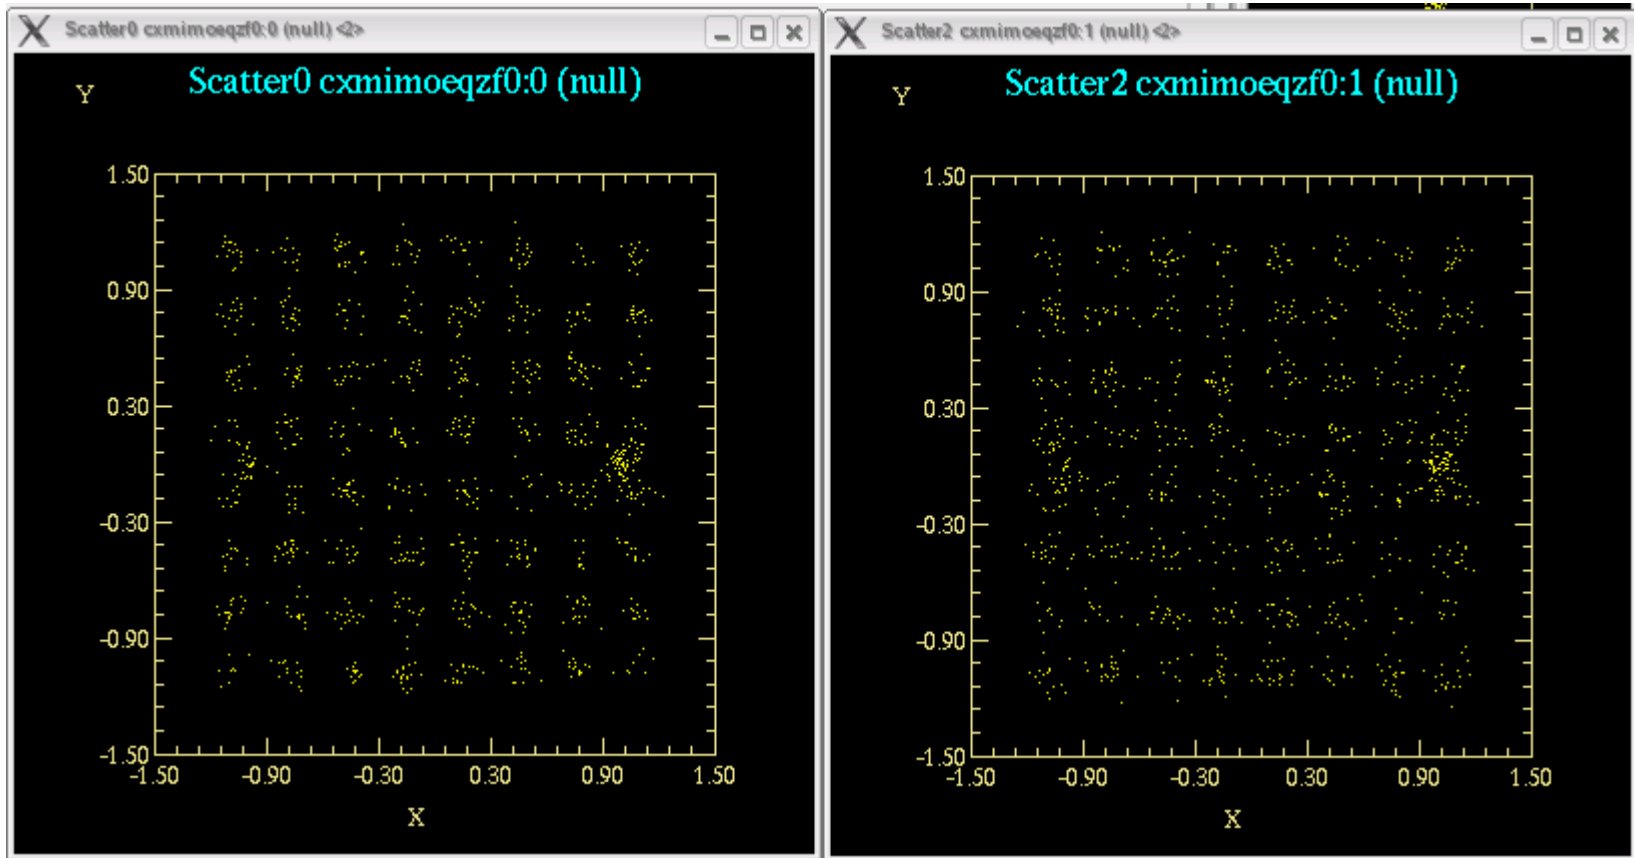 Scatter0 cxmimoeqzf0:0 (null) <2>
Scatter0 cxmimoeqzf0:0 (null)
Y
1.50
0.90
0.30
-0.30
-0.90
-1.50
-1.50 -0.90 -0.30 0.30 0.90 1.50
X
Scatter2 cxmimoeqzf0:1 (null) <2>
Scatter2 cxmimoeqzf0:1 (null)
Y
1.50
0.90
0.30
-0.30
-0.90
-1.50
-1.50 -0.90 -0.30 0.30 0.90 1.50
X